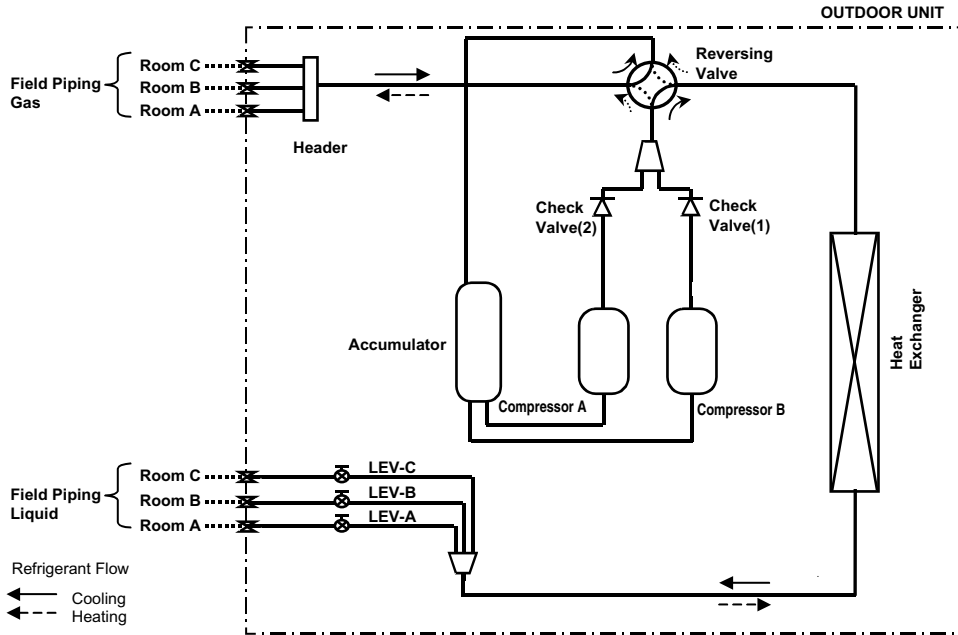 OUTDOOR UNIT
Reversing
Valve
Field Piping
Gas
Room C
Room B
Room A
Header
Check
Valve(2)
Check
Valve(1)
Accumulator
Compressor A
Compressor B
Heat
Exchanger
Field Piping
Liquid
Room C
Room B
Room A
LEV-C
LEV-B
LEV-A
Refrigerant Flow
Cooling
Heating